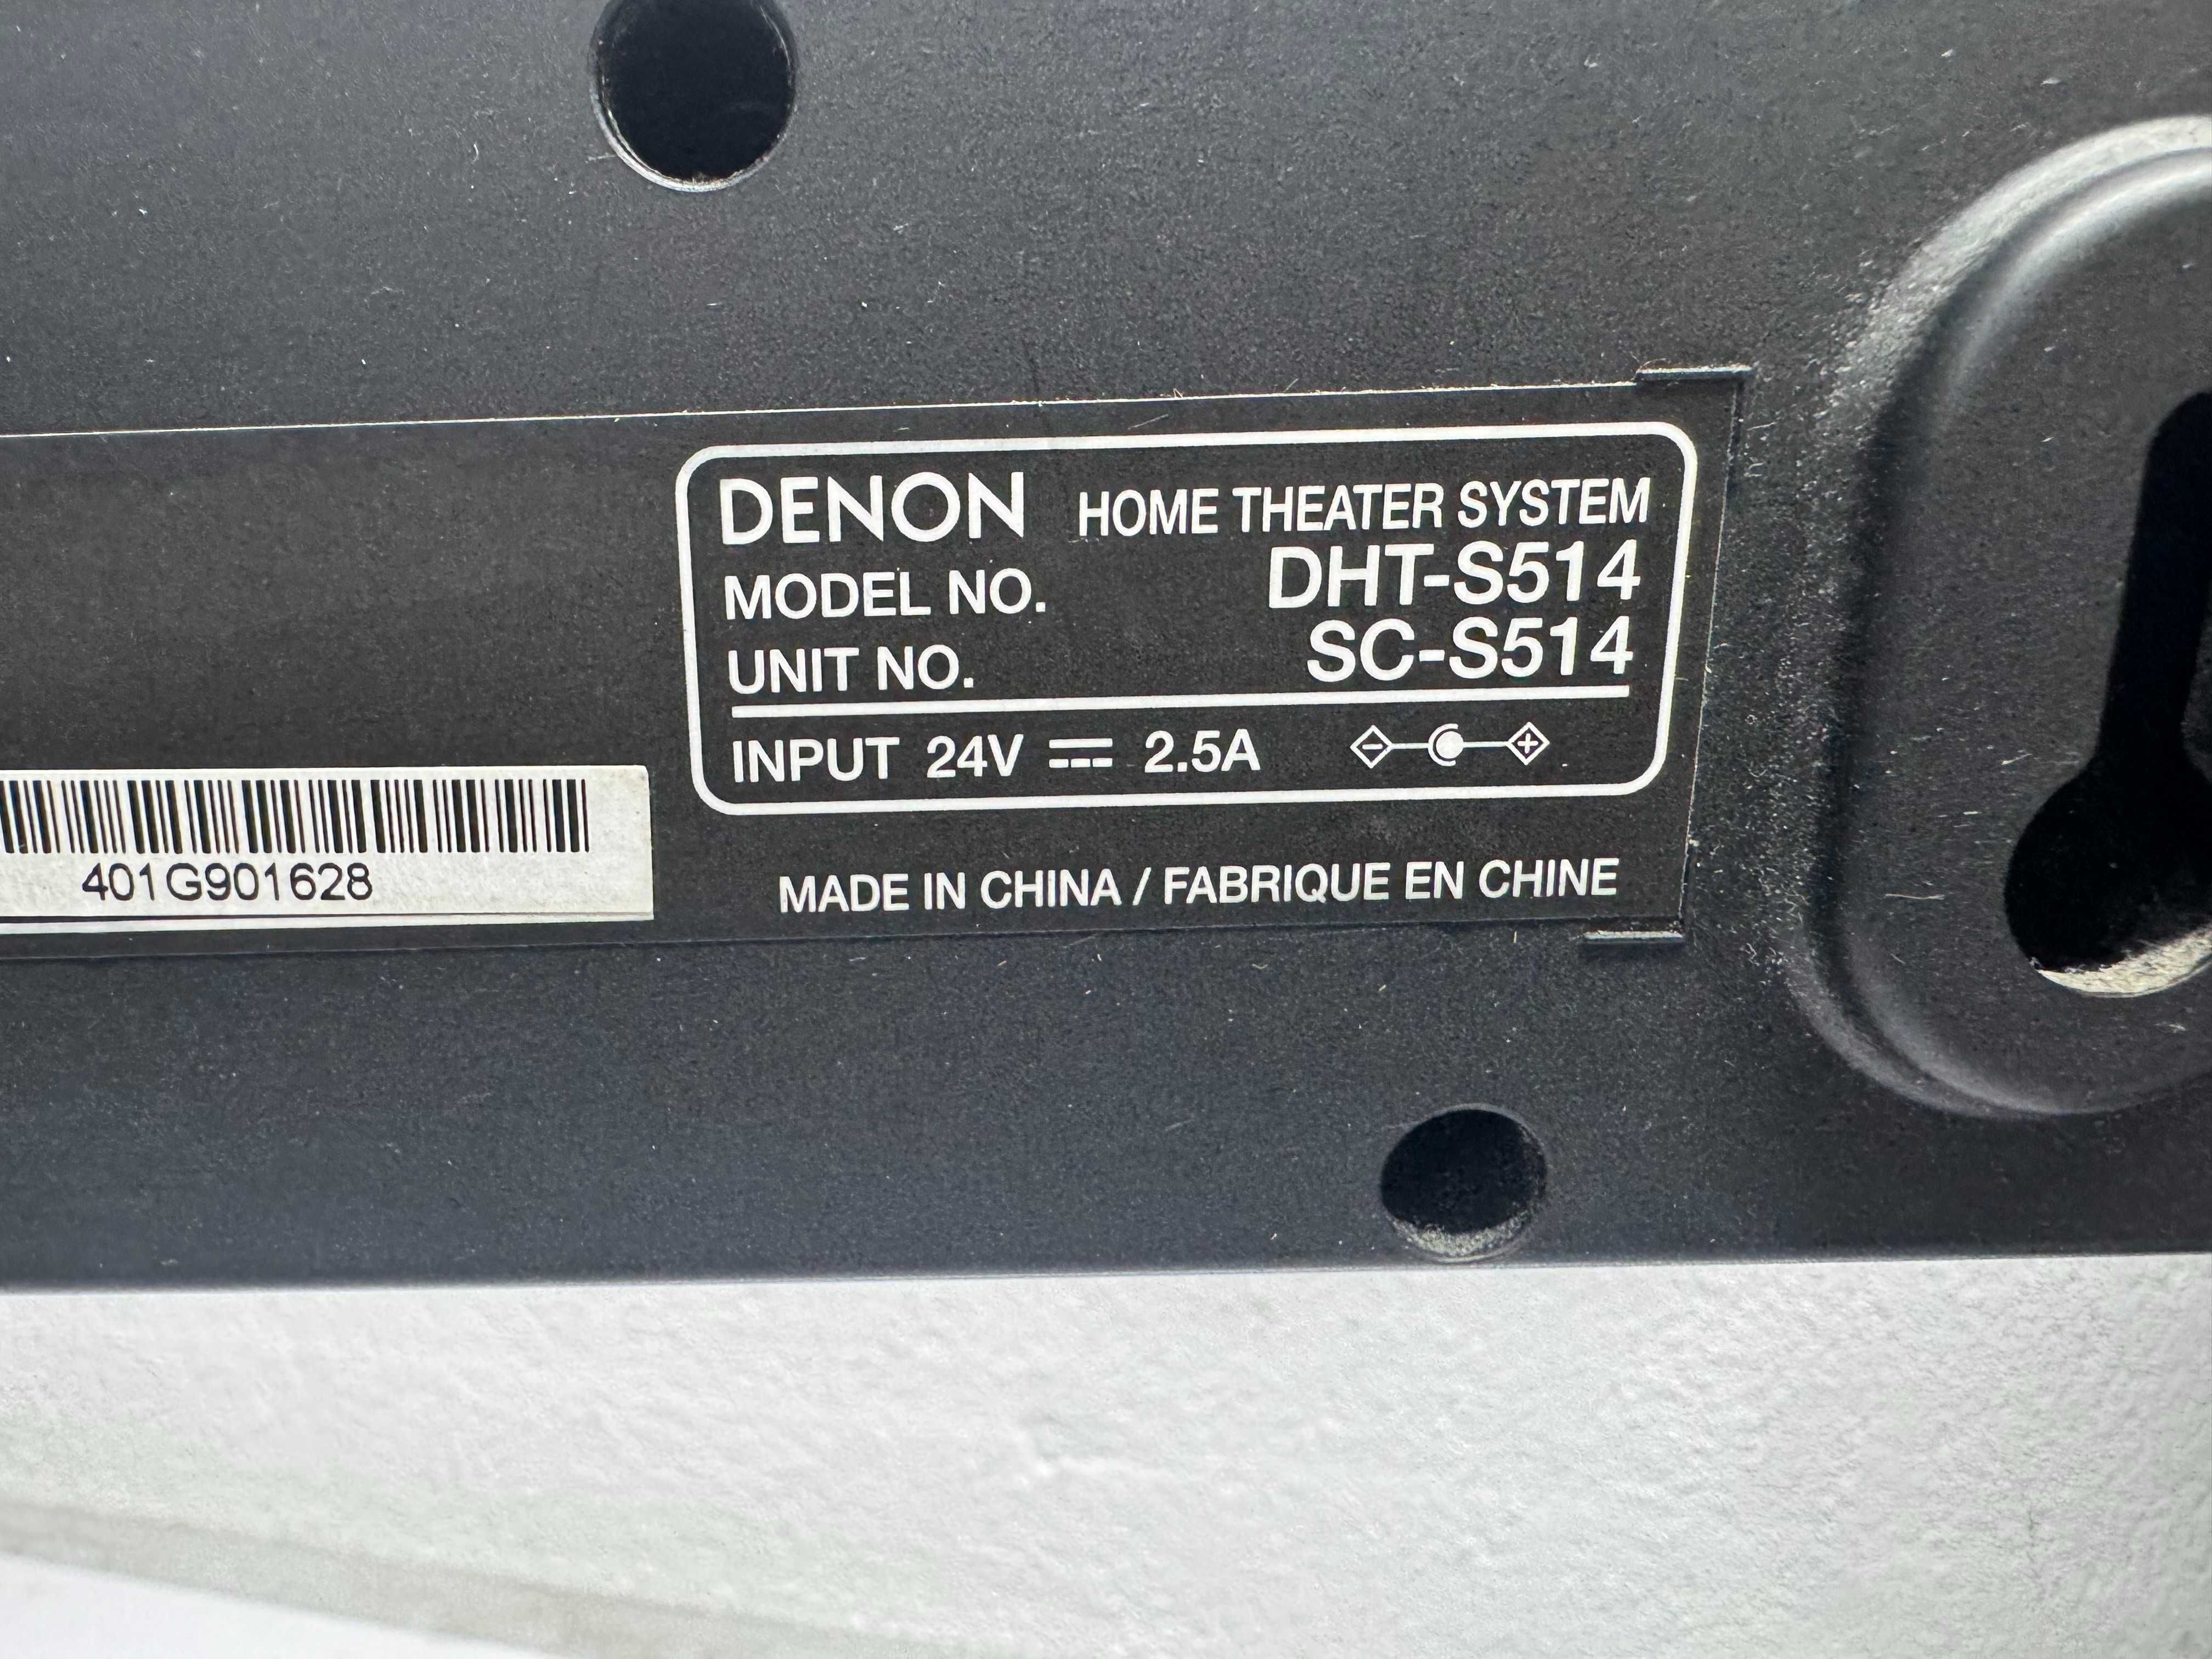 DENON HOME THEATER SYSTEM
MODEL NO. DHT-S514
UNIT NO. SC-S514
INPUT 24V ⎓ 2.5A
401G901628
MADE IN CHINA / FABRIQUE EN CHINE